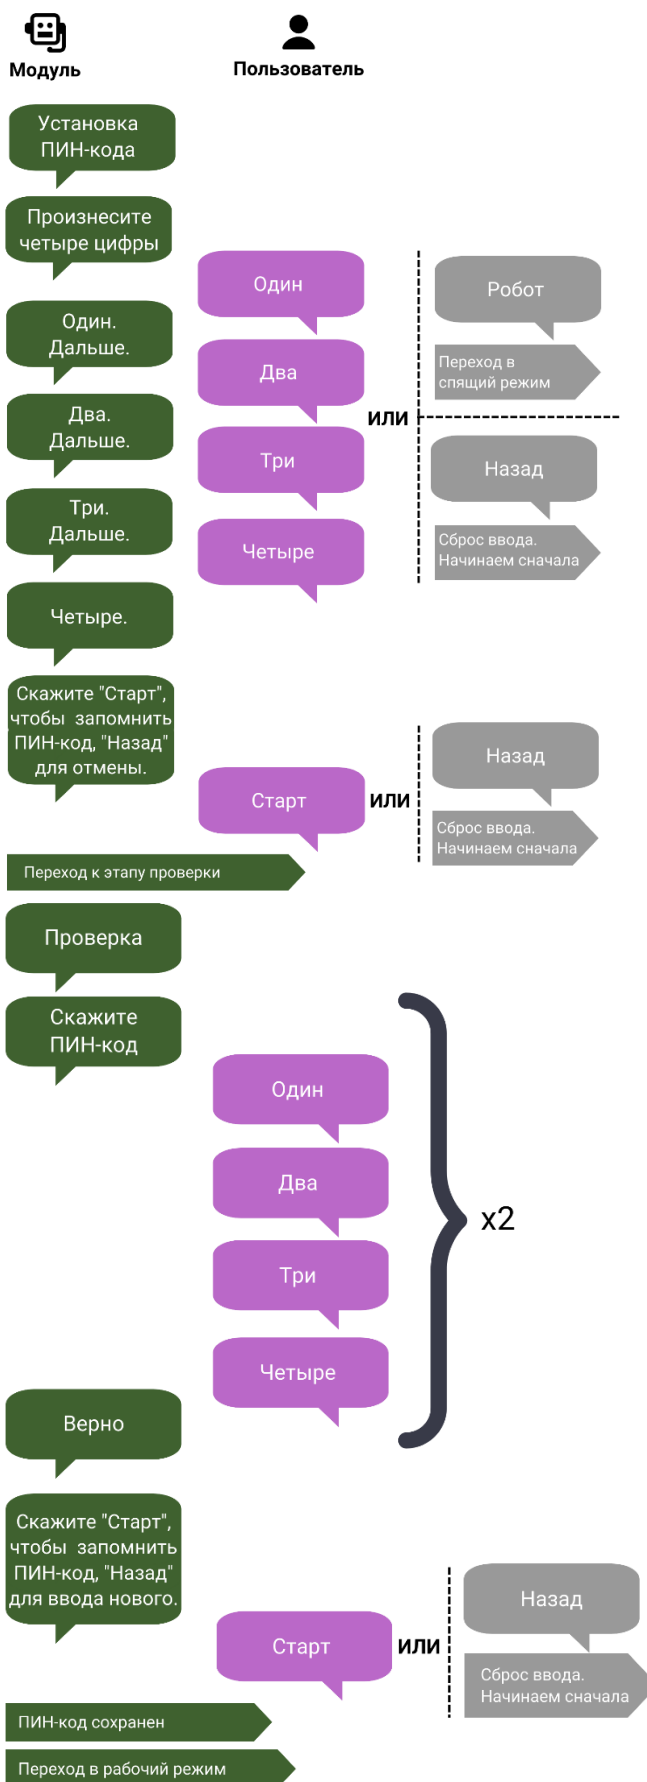 Модуль
Пользователь
Установка
ПИН-кода
Произнесите
четыре цифры
Один
Робот
Один.
Дальше.
Переход в
спящий режим
Два
Два.
Дальше.
ИЛИ
Три
Назад
Три.
Дальше.
Четыре
Сброс ввода.
Начинаем сначала
Четыре.
Скажите "Старт",
чтобы запомнить
ПИН-код, "Назад"
для отмены.
Назад
Старт
ИЛИ
Сброс ввода.
Начинаем сначала
Переход к этапу проверки
Проверка
Скажите
ПИН-код
Один
Два
х2
Три
Четыре
Верно
Скажите "Старт",
чтобы запомнить
ПИН-код, "Назад"
для ввода нового.
Назад
Старт
ИЛИ
Сброс ввода.
Начинаем сначала
ПИН-код сохранен
Переход в рабочий режим